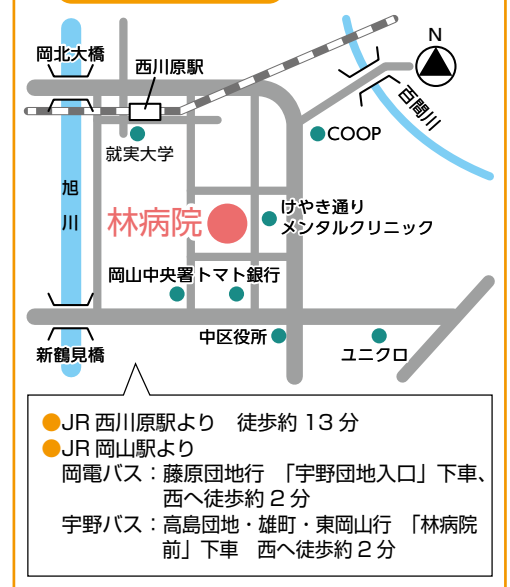 N
岡北大橋
西川原駅
百間川
COOP
就実大学
旭川
けやき通り
メンタルクリニック
林病院
岡山中央署
トマト銀行
中区役所
新鶴見橋
ユニクロ
●JR西川原駅より　徒歩約13分
●JR岡山駅より
岡電バス：藤原団地行　「宇野団地入口」下車、
西へ徒歩約2分
宇野バス：高島団地・雄町・東岡山行　「林病院
前」下車　西へ徒歩約2分